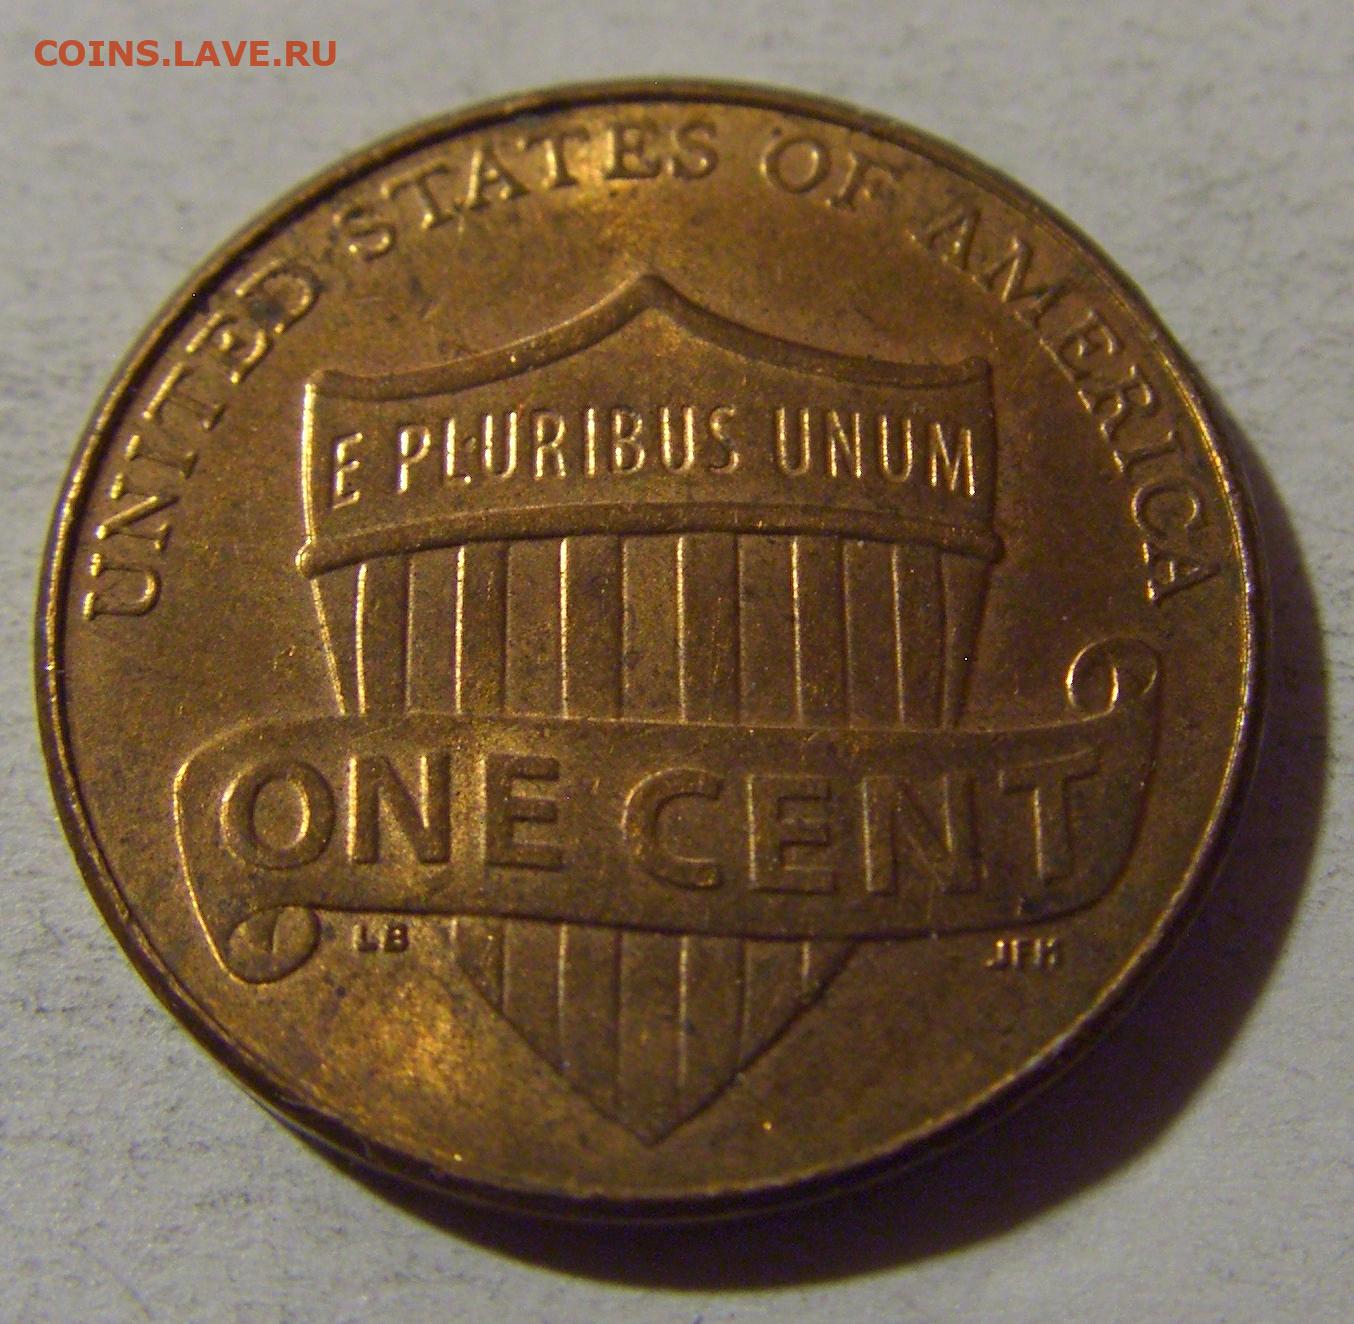 COINS.LAVE.RU
UNITED STATES OF AMERICA
E PLURIBUS UNUM
ONE CENT
LB
JFM